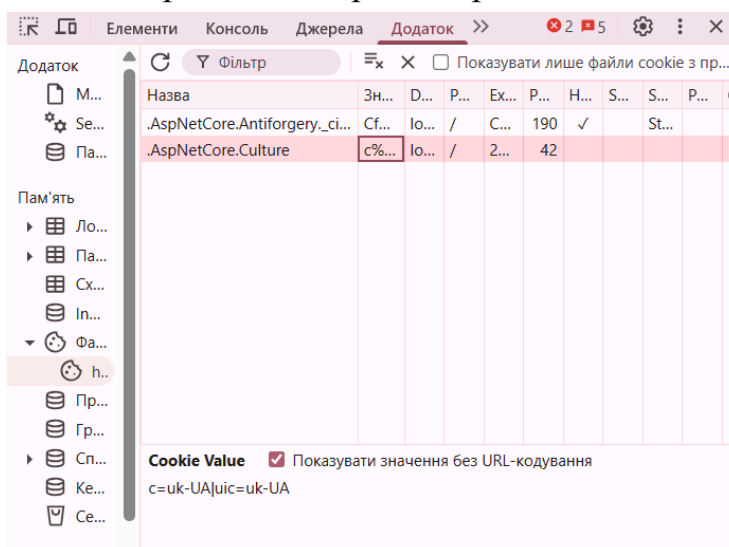 Елементи Консоль Джерела Додаток 2 5
Додаток Фільтр Показувати лише файли cookie з пр...
М... Назва Зн... D... P... Ex... P... H... S... S... P...
Se... .AspNetCore.Antiforgery._ci... Cf... lo... / C... 190 ✓ St...
Па... .AspNetCore.Culture c%... lo... / 2... 42
Пам'ять
Ло...
Па...
Сх...
In...
Фа...
h..
Пр...
Гр...
Сп... Cookie Value Показувати значення без URL-кодування
Ке... c=uk-UA|uic=uk-UA
Се...